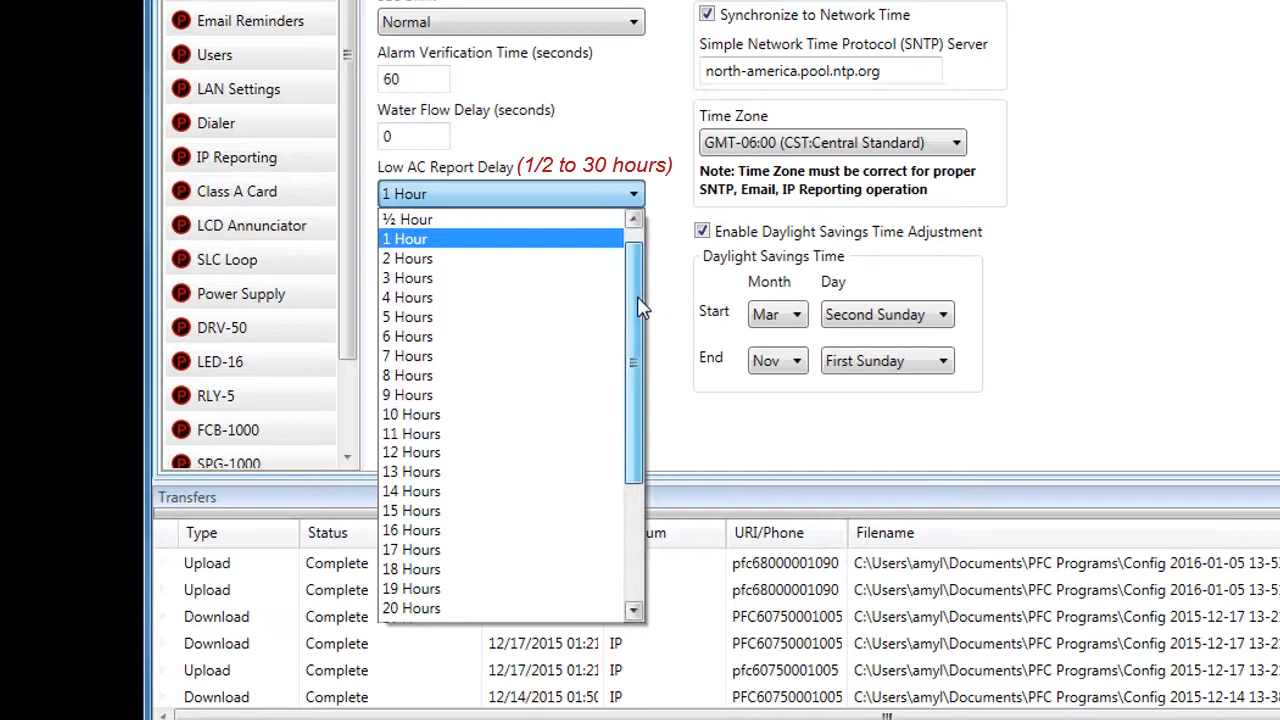 Email Reminders
Users
LAN Settings
Dialer
IP Reporting
Class A Card
LCD Annunciator
SLC Loop
Power Supply
DRV-50
LED-16
RLY-5
FCB-1000
SPG-1000
Normal
Alarm Verification Time (seconds)
60
Water Flow Delay (seconds)
0
Low AC Report Delay (1/2 to 30 hours)
1 Hour
½ Hour
1 Hour
2 Hours
3 Hours
4 Hours
5 Hours
6 Hours
7 Hours
8 Hours
9 Hours
10 Hours
11 Hours
12 Hours
13 Hours
14 Hours
15 Hours
16 Hours
17 Hours
18 Hours
19 Hours
20 Hours
Synchronize to Network Time
Simple Network Time Protocol (SNTP) Server
north-america.pool.ntp.org
Time Zone
GMT-06:00 (CST:Central Standard)
Note: Time Zone must be correct for proper
SNTP, Email, IP Reporting operation
Enable Daylight Savings Time Adjustment
Daylight Savings Time
Month Day
Start Mar Second Sunday
End Nov First Sunday
Transfers
Type Status um URI/Phone Filename
Upload Complete pfc68000001090 C:\Users\amyl\Documents\PFC Programs\Config 2016-01-05 13-5
Upload Complete pfc68000001090 C:\Users\amyl\Documents\PFC Programs\Config 2016-01-05 13-5
Download Complete PFC60750001005 C:\Users\amyl\Documents\PFC Programs\Config 2015-12-17 13-2
Download Complete 12/17/2015 01:21 IP PFC60750001005 C:\Users\amyl\Documents\PFC Programs\Config 2015-12-17 13-2
Upload Complete 12/17/2015 01:21 IP pfc60750001005 C:\Users\amyl\Documents\PFC Programs\Config 2015-12-17 13-2
Download Complete 12/14/2015 01:50 IP PFC60750001005 C:\Users\amyl\Documents\PFC Programs\Config 2015-12-14 13-3